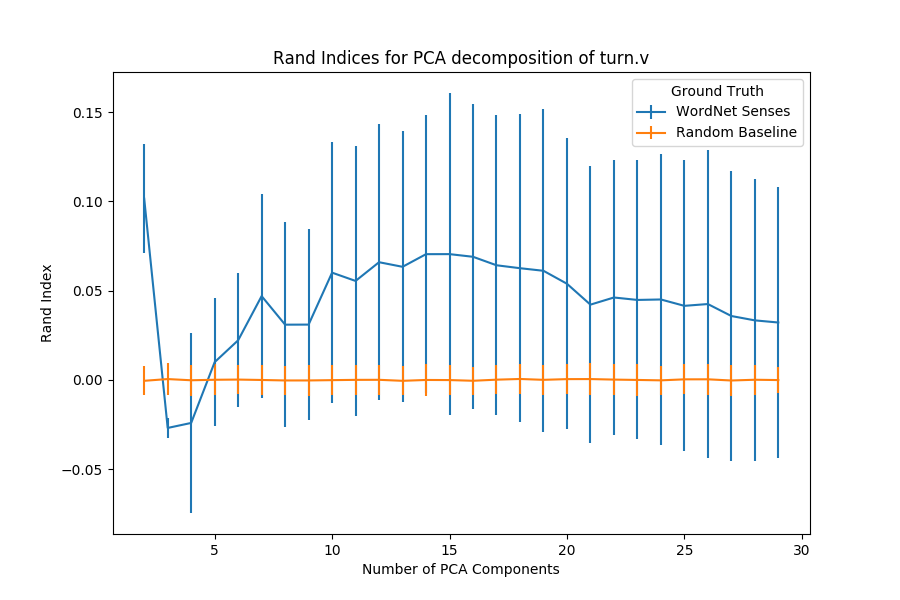 Rand Indices for PCA decomposition of turn.v
Ground Truth
WordNet Senses
Random Baseline
0.15
0.10
0.05
0.00
−0.05
Rand Index
5
10
15
20
25
30
Number of PCA Components